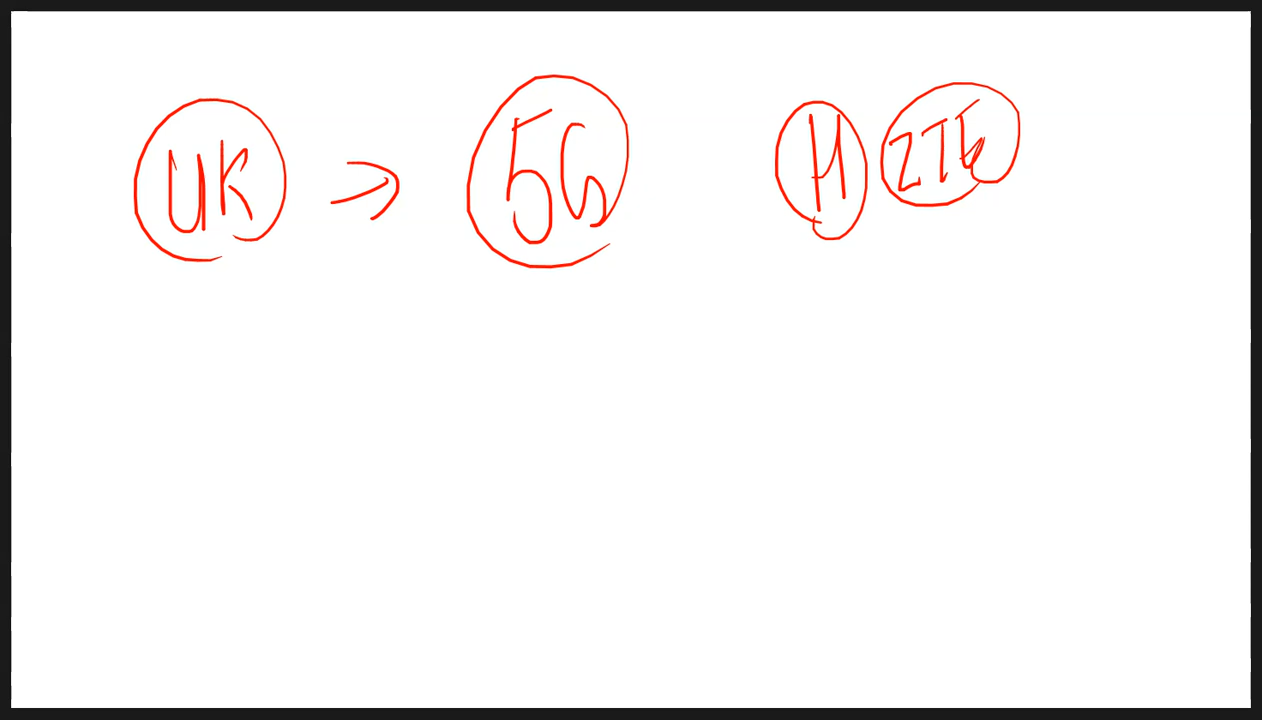 UK → 5G H ZTE